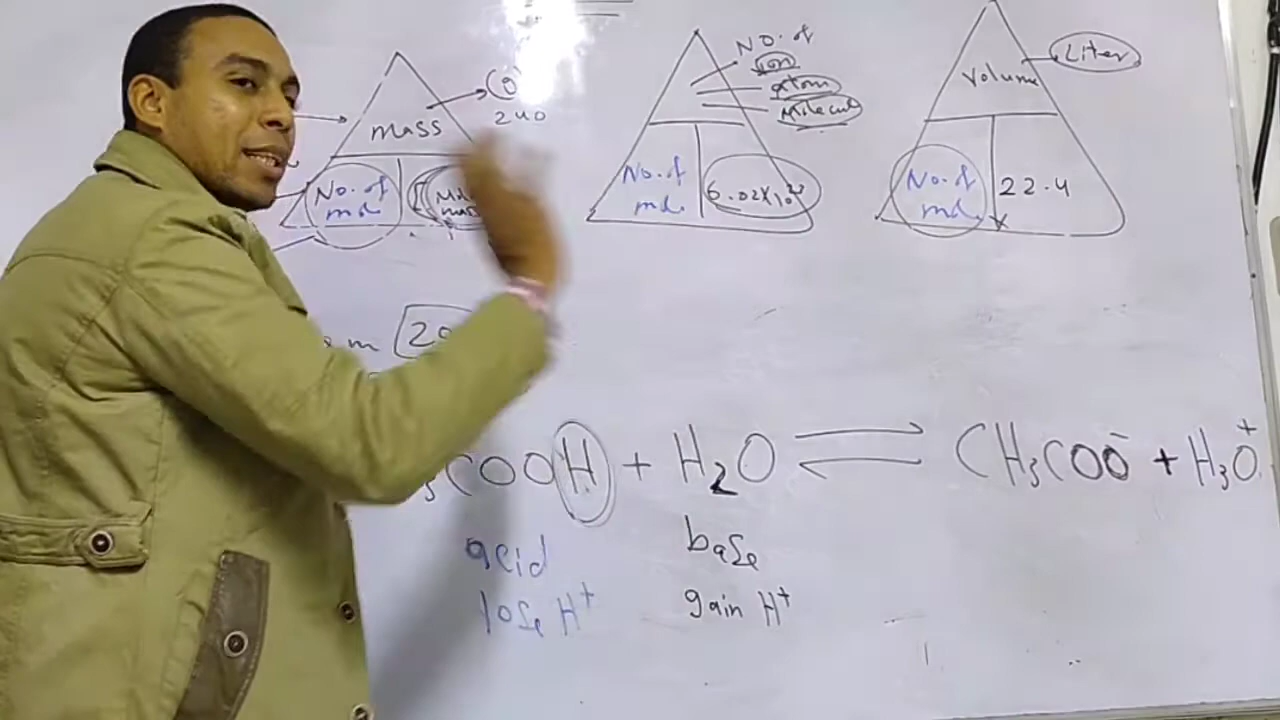 mass
240
No. of
mol.
No. of
ion
atom
Molecul
No. of
mol.
6.02x10²³
Volume
Liter
No. of
mol.
x
22.4
m
COOH + H₂O ⇌ CH₃COO⁻ + H₃O⁺
acid
base
lose H⁺
gain H⁺